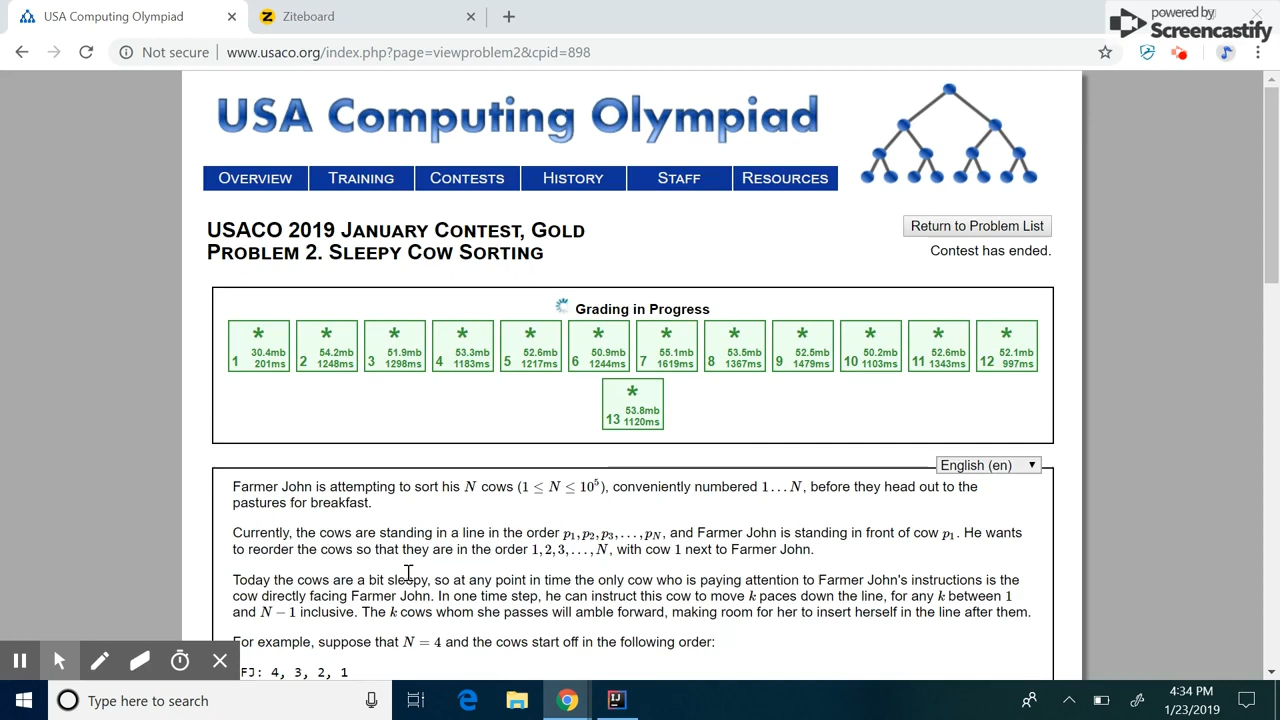 USA Computing Olympiad
Ziteboard
powered by
Screencastify
Not secure
www.usaco.org/index.php?page=viewproblem2&cpid=898
USA Computing Olympiad
OVERVIEW TRAINING CONTESTS HISTORY STAFF RESOURCES
USACO 2019 JANUARY CONTEST, GOLD
PROBLEM 2. SLEEPY COW SORTING
Return to Problem List
Contest has ended.
Grading in Progress
* * * * * * * * * * * *
30.4mb 54.2mb 51.9mb 53.3mb 52.6mb 50.9mb 55.1mb 53.5mb 52.5mb 50.2mb 52.6mb 52.1mb
1 201ms 2 1248ms 3 1298ms 4 1183ms 5 1217ms 6 1244ms 7 1619ms 8 1367ms 9 1479ms 10 1103ms 11 1343ms 12 997ms
*
53.8mb
13 1120ms
English (en)
Farmer John is attempting to sort his N cows (1 ≤ N ≤ 10⁵), conveniently numbered 1…N, before they head out to the
pastures for breakfast.
Currently, the cows are standing in a line in the order p₁, p₂, p₃, …, pN, and Farmer John is standing in front of cow p₁. He wants
to reorder the cows so that they are in the order 1, 2, 3, …, N, with cow 1 next to Farmer John.
Today the cows are a bit sleepy, so at any point in time the only cow who is paying attention to Farmer John's instructions is the
cow directly facing Farmer John. In one time step, he can instruct this cow to move k paces down the line, for any k between 1
and N − 1 inclusive. The k cows whom she passes will amble forward, making room for her to insert herself in the line after them.
For example, suppose that N = 4 and the cows start off in the following order:
FJ: 4, 3, 2, 1
Type here to search
4:34 PM
1/23/2019